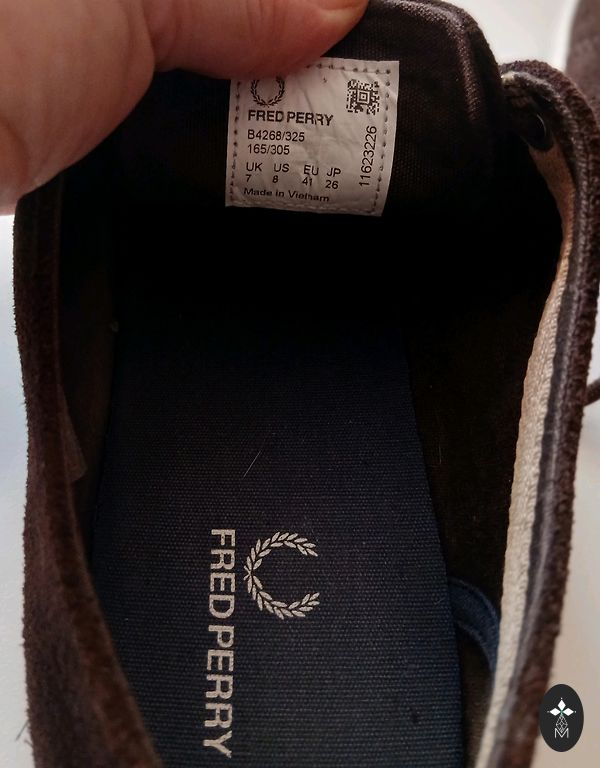 FRED PERRY
B4268/325
165/305
UK US EU JP
7 8 41 26
Made in Vietnam
11623226
FRED PERRY
M